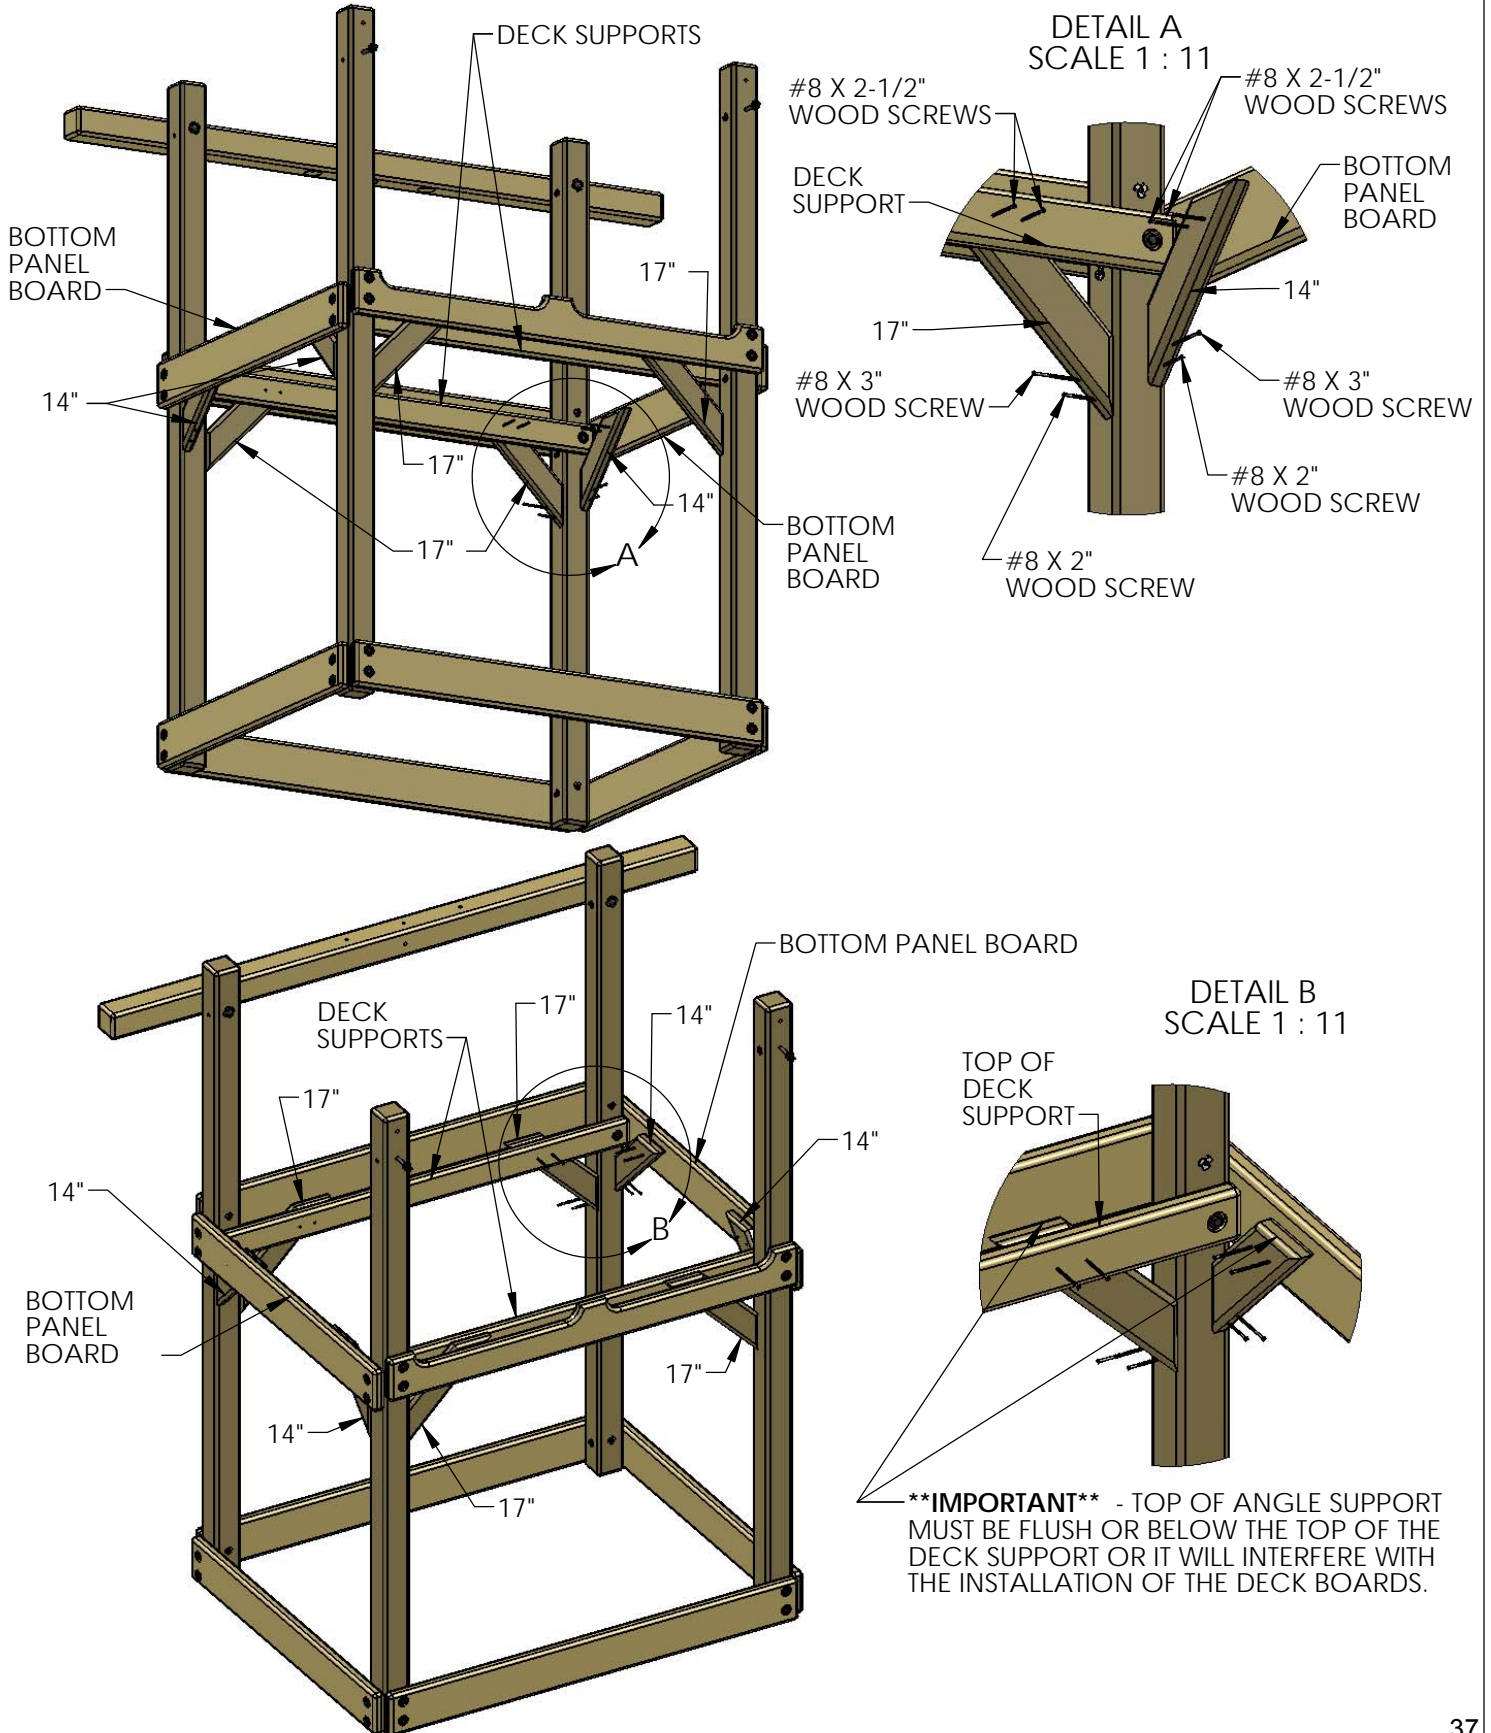 DECK SUPPORTS
BOTTOM
PANEL
BOARD
17"
14"
17"
14"
17"
A
BOTTOM
PANEL
BOARD
DETAIL A
SCALE 1 : 11
#8 X 2-1/2"
WOOD SCREWS
#8 X 2-1/2"
WOOD SCREWS
DECK
SUPPORT
BOTTOM
PANEL
BOARD
14"
17"
#8 X 3"
WOOD SCREW
#8 X 3"
WOOD SCREW
#8 X 2"
WOOD SCREW
#8 X 2"
WOOD SCREW
BOTTOM PANEL BOARD
DECK
SUPPORTS
17"
14"
17"
14"
14"
B
BOTTOM
PANEL
BOARD
17"
14"
17"
DETAIL B
SCALE 1 : 11
TOP OF
DECK
SUPPORT
**IMPORTANT** - TOP OF ANGLE SUPPORT
MUST BE FLUSH OR BELOW THE TOP OF THE
DECK SUPPORT OR IT WILL INTERFERE WITH
THE INSTALLATION OF THE DECK BOARDS.
37